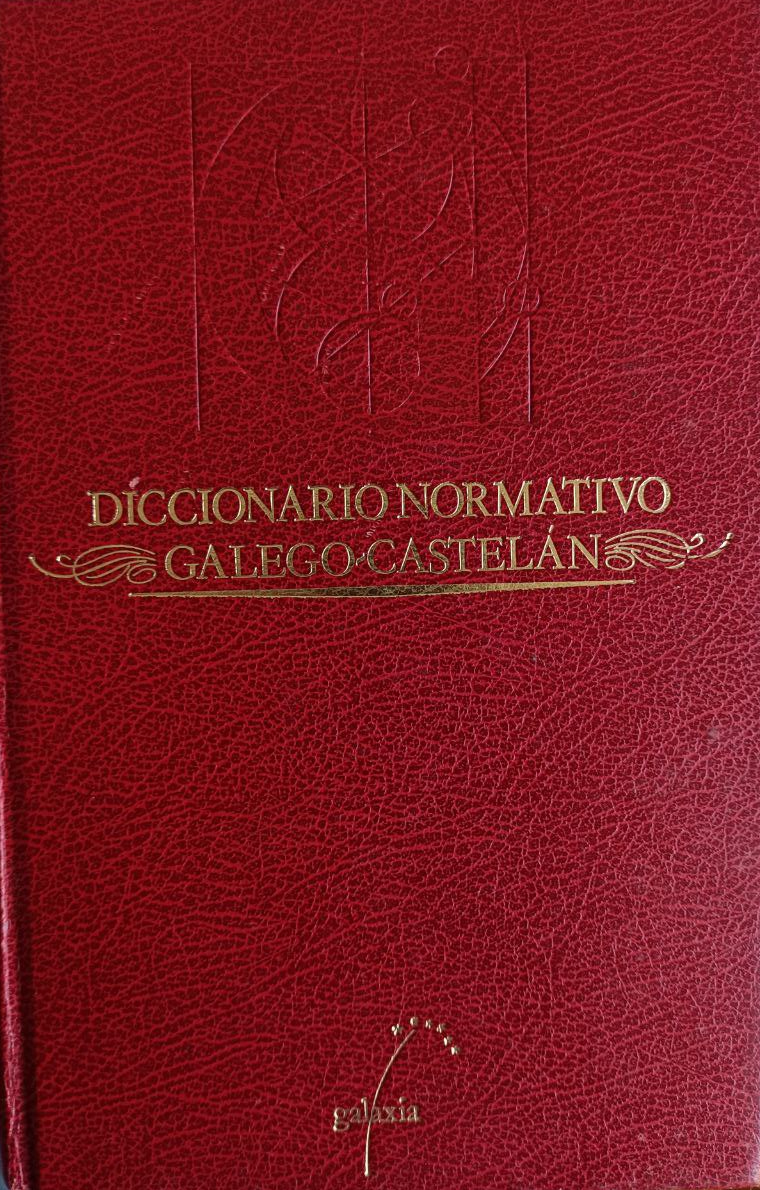 DICCIONARIO NORMATIVO
GALEGO-CASTELÁN
galaxia